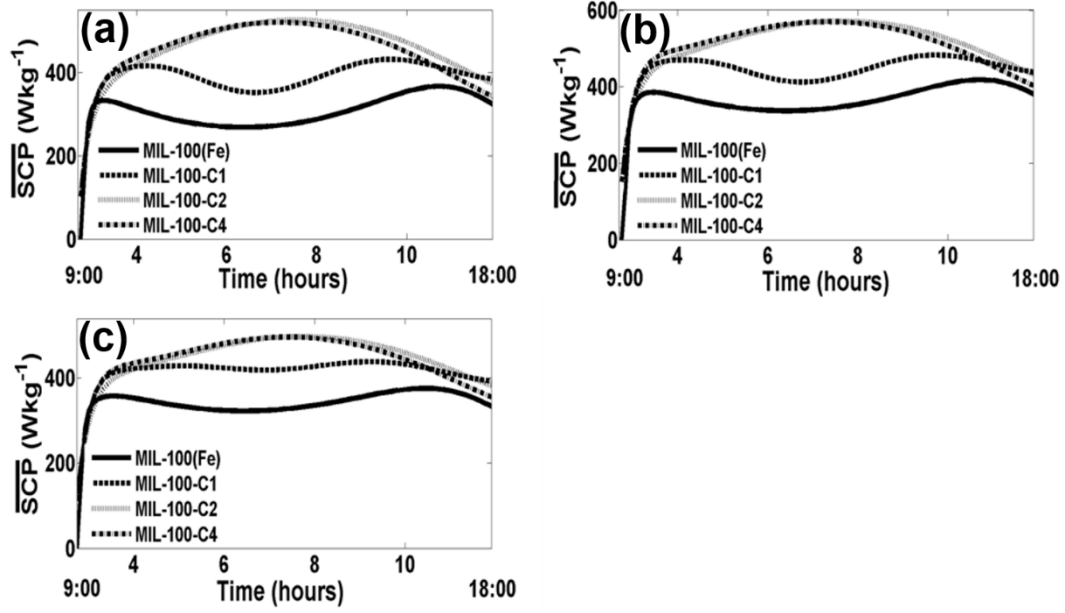 (a)
SCP (Wkg⁻¹)
400
200
0
MIL-100(Fe)
MIL-100-C1
MIL-100-C2
MIL-100-C4
4 6 8 10
9:00 Time (hours) 18:00
(b)
SCP (Wkg⁻¹)
600
400
200
0
MIL-100(Fe)
MIL-100-C1
MIL-100-C2
MIL-100-C4
4 6 8 10
9:00 Time (hours) 18:00
(c)
SCP (Wkg⁻¹)
400
200
0
MIL-100(Fe)
MIL-100-C1
MIL-100-C2
MIL-100-C4
4 6 8 10
9:00 Time (hours) 18:00